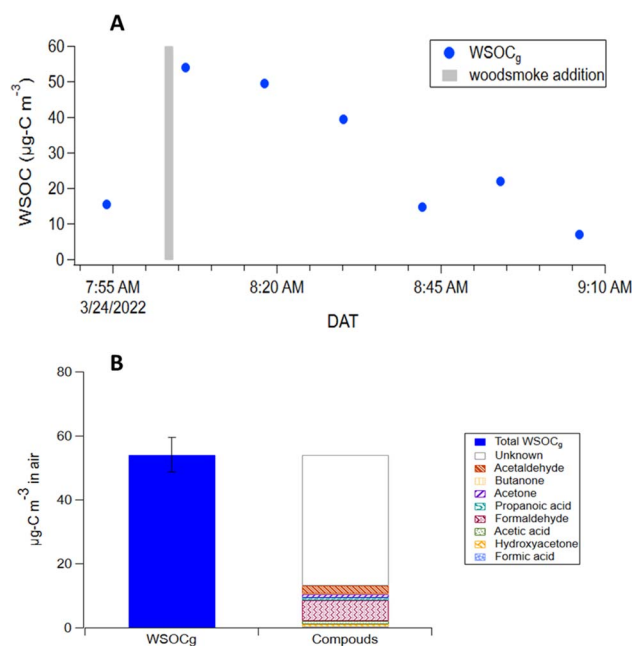 A
WSOC (µg-C m⁻³)
60
50
40
30
20
10
0
WSOCg
woodsmoke addition
7:55 AM
8:20 AM
8:45 AM
9:10 AM
3/24/2022
DAT
B
µg-C m⁻³ in air
80
60
40
20
0
WSOCg
Compouds
Total WSOCg
Unknown
Acetaldehyde
Butanone
Acetone
Propanoic acid
Formaldehyde
Acetic acid
Hydroxyacetone
Formic acid